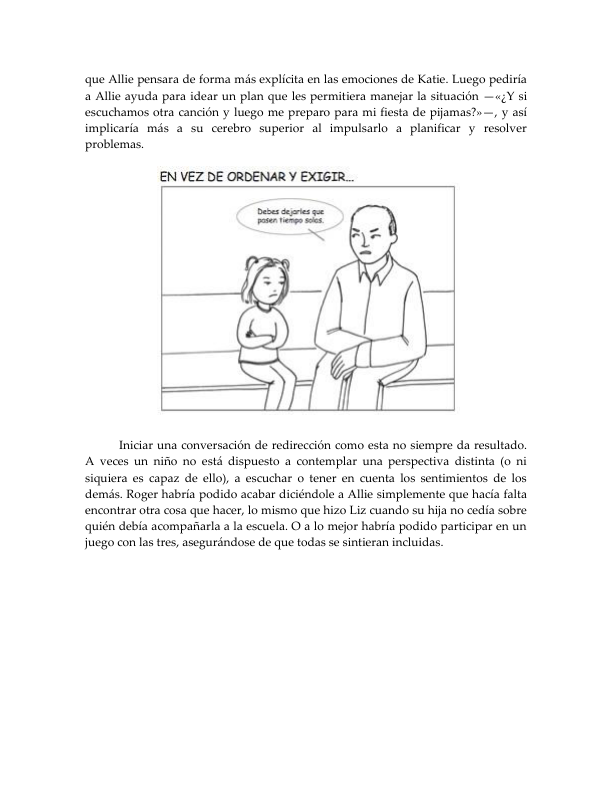 que Allie pensara de forma más explícita en las emociones de Katie. Luego pediría
a Allie ayuda para idear un plan que les permitiera manejar la situación —«¿Y si
escuchamos otra canción y luego me preparo para mi fiesta de pijamas?»—, y así
implicaría más a su cerebro superior al impulsarlo a planificar y resolver
problemas.
EN VEZ DE ORDENAR Y EXIGIR...
Debes dejarles que
pasen tiempo solas.
Iniciar una conversación de redirección como esta no siempre da resultado.
A veces un niño no está dispuesto a contemplar una perspectiva distinta (o ni
siquiera es capaz de ello), a escuchar o tener en cuenta los sentimientos de los
demás. Roger habría podido acabar diciéndole a Allie simplemente que hacía falta
encontrar otra cosa que hacer, lo mismo que hizo Liz cuando su hija no cedía sobre
quién debía acompañarla a la escuela. O a lo mejor habría podido participar en un
juego con las tres, asegurándose de que todas se sintieran incluidas.